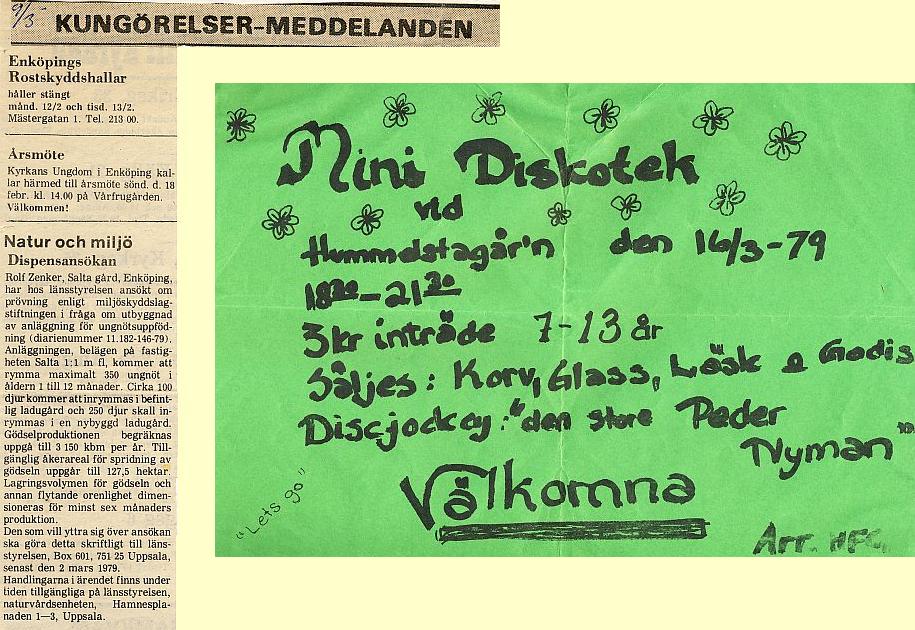 9/3
KUNGÖRELSER-MEDDELANDEN
Enköpings
Rostskyddshallar
håller stängt
månd. 12/2 och tisd. 13/2.
Mästergatan 1. Tel. 213 00.
Årsmöte
Kyrkans Ungdom i Enköping kal-
lar härmed till årsmöte sönd. d. 18
febr. kl. 14.00 på Vårfrugården.
Välkommen!
Natur och miljö
Dispensansökan
Rolf Zenker, Salta gård, Enköping,
har hos länsstyrelsen ansökt om
prövning enligt miljöskyddslag-
stiftningen i fråga om utbyggnad
av anläggning för ungnötsuppföd-
ning (diarienummer 11.182-146-79).
Anläggningen, belägen på fastig-
heten Salta 1:1 m fl, kommer att
rymma maximalt 350 ungnöt i
åldern 1 till 12 månader. Cirka 100
djur kommer att inrymmas i befint-
lig ladugård och 250 djur skall in-
rymmas i en nybyggd ladugård.
Gödselproduktionen begräknas
uppgå till 3 150 kbm per år. Till-
gänglig åkerareal för spridning av
gödseln uppgår till 127,5 hektar.
Lagringsvolymen för gödseln och
annan flytande orenlighet dimen-
sioneras för minst sex månaders
produktion.
Den som vill yttra sig över ansökan
ska göra detta skriftligt till läns-
styrelsen, Box 601, 751 25 Uppsala,
senast den 2 mars 1979.
Handlingarna i ärendet finns under
tiden tillgängliga på länsstyrelsen,
naturvårdsenheten, Hamnespla-
naden 1—3, Uppsala.
Mini Diskotek
vid
Hummelstagår'n den 16/3-79
18 30 - 21 30
3kr inträde 7-13 år
Säljes: Korv, Glass, Läsk & Godis
Discjockey: "den store Peder
Nyman"
Välkomna
"Lets go"
Arr. HFG